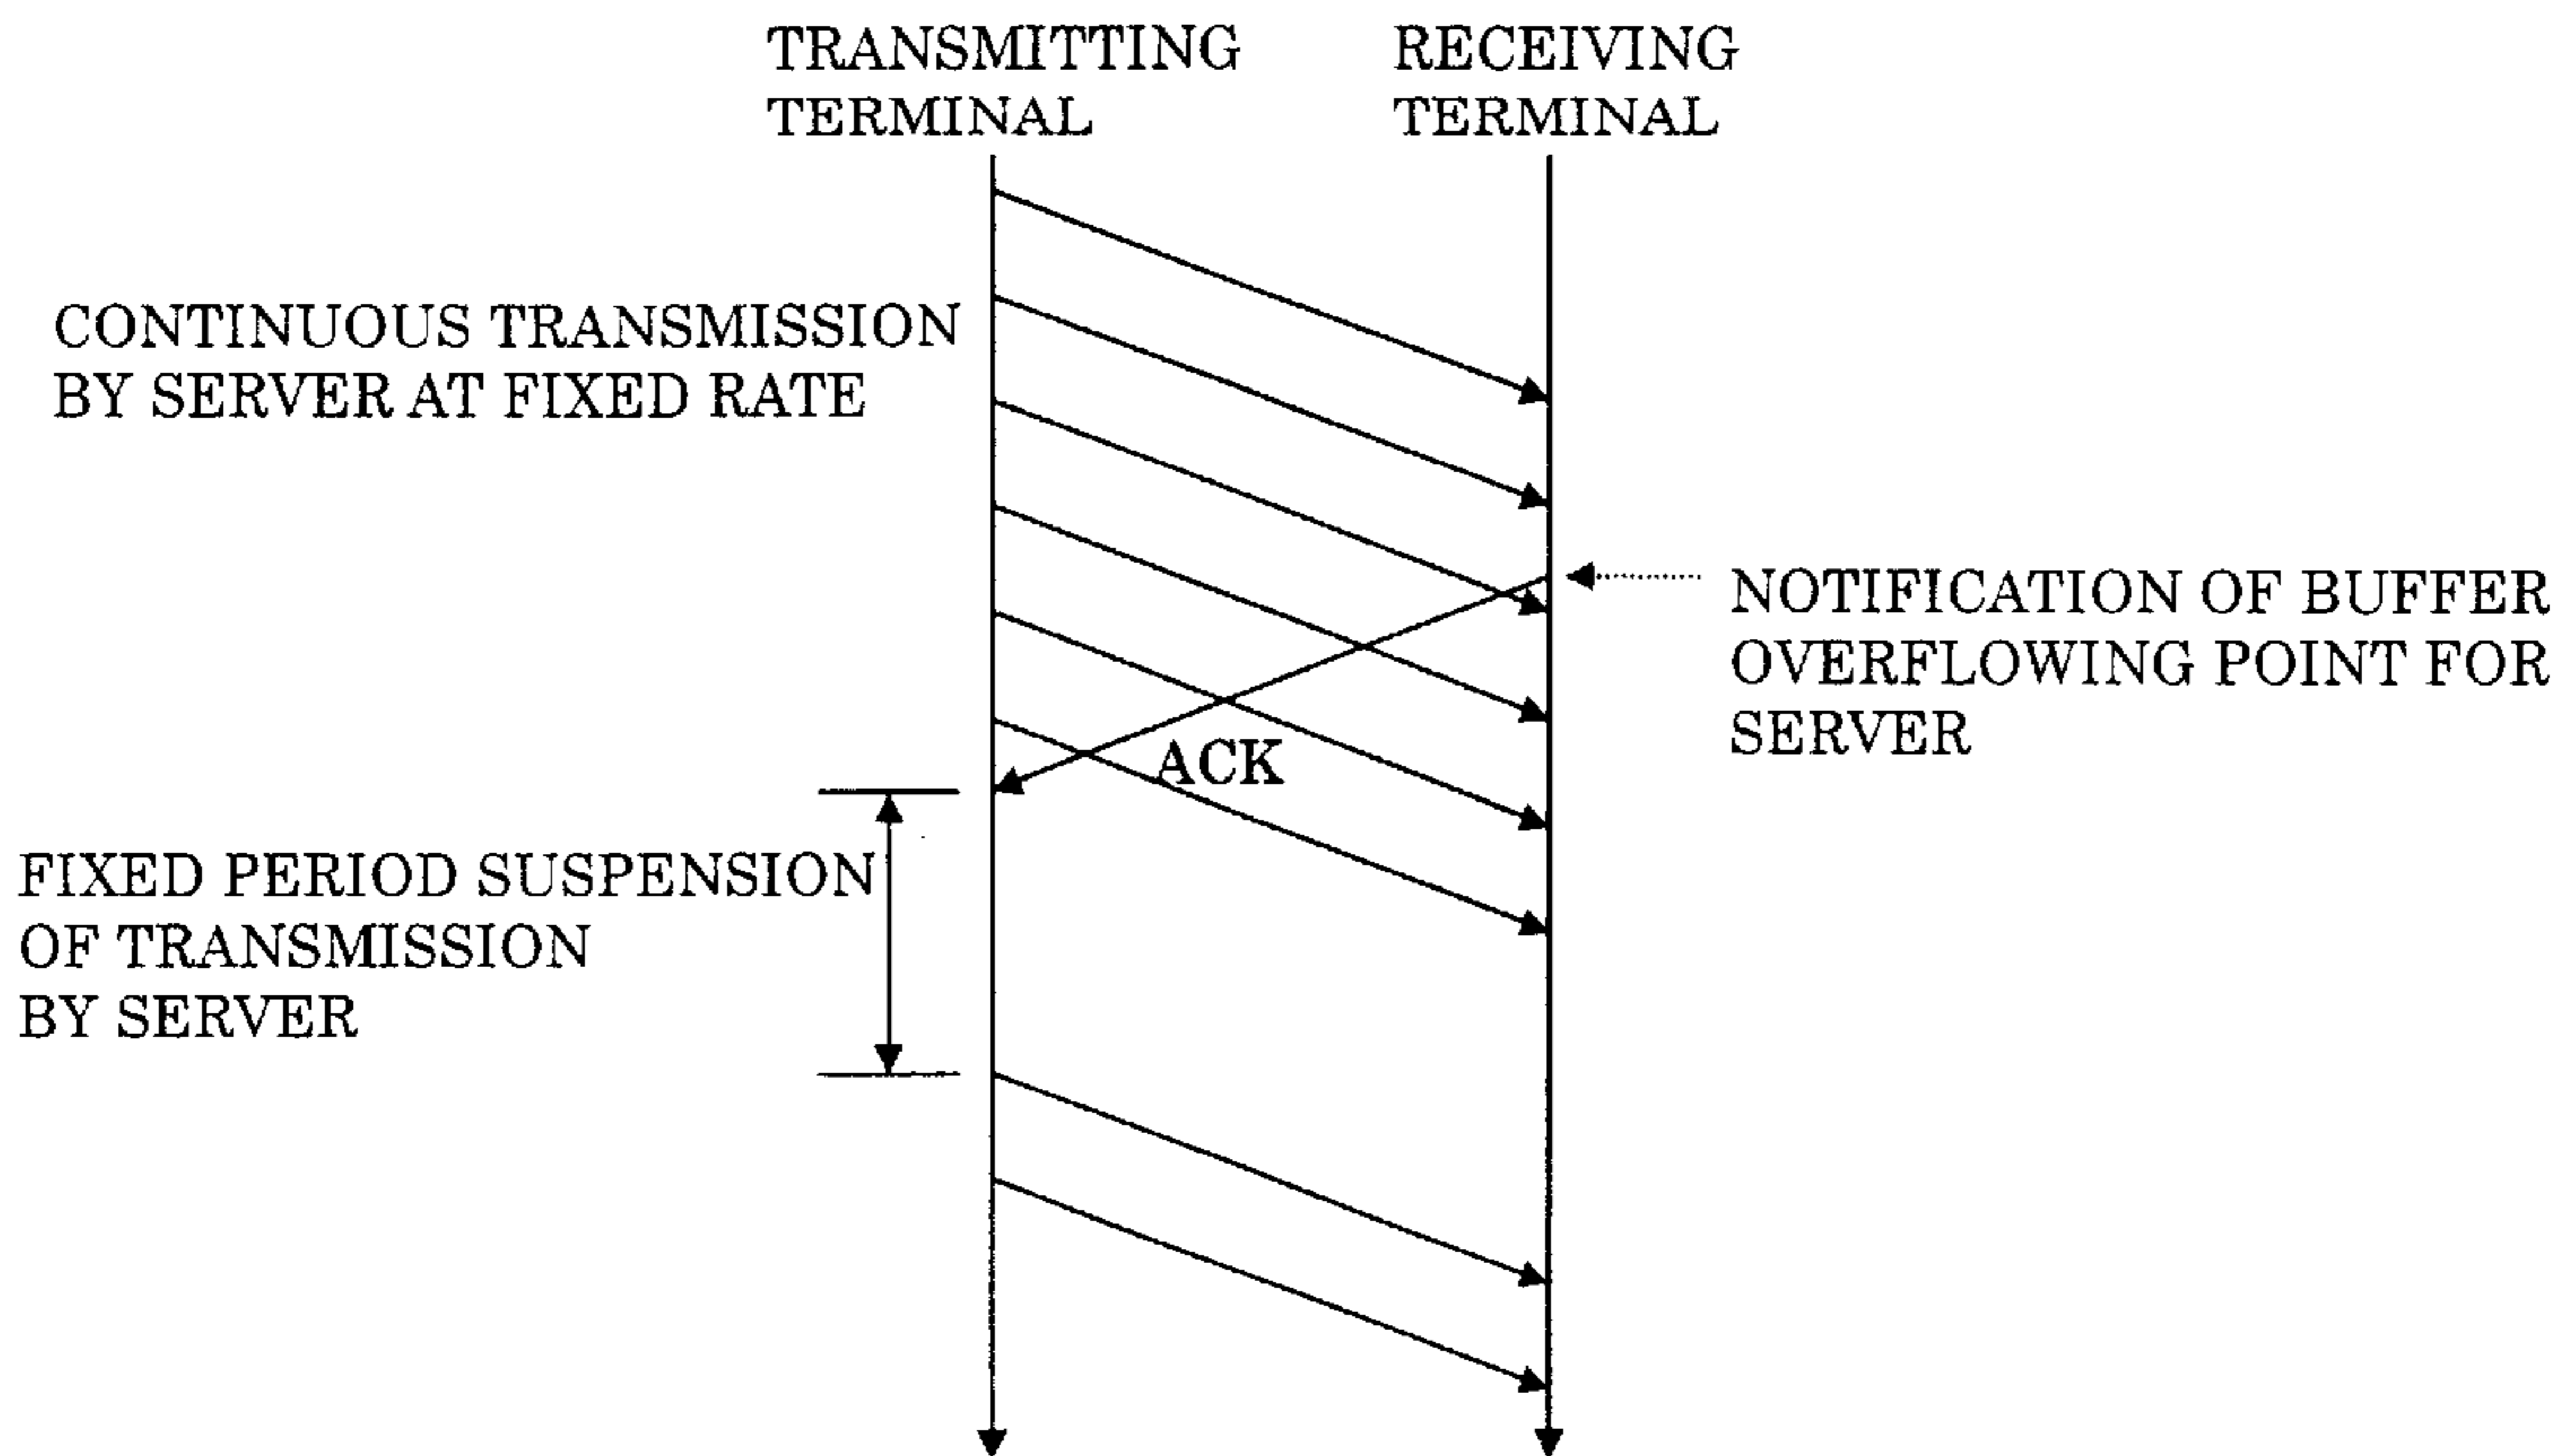 TRANSMITTING
TERMINAL
RECEIVING
TERMINAL
CONTINUOUS TRANSMISSION
BY SERVER AT FIXED RATE
NOTIFICATION OF BUFFER
OVERFLOWING POINT FOR
SERVER
ACK
FIXED PERIOD SUSPENSION
OF TRANSMISSION
BY SERVER